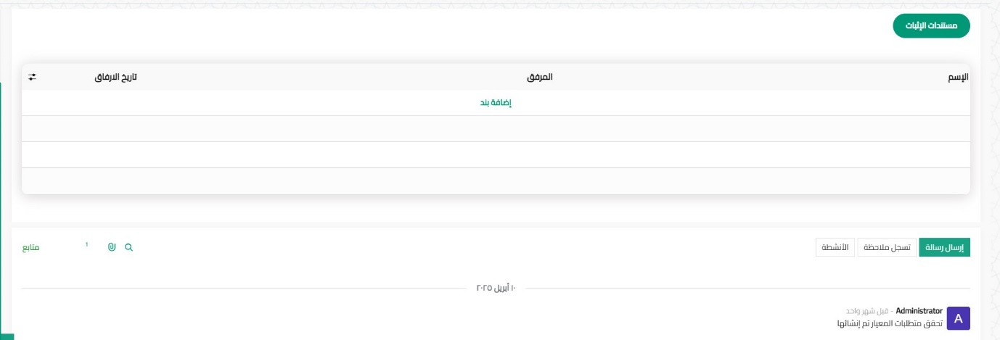 مستندات الإثبات
الإسم المرفق تاريخ الارفاق
إضافة بند
إرسال رسالة تسجل ملاحظة الأنشطة 1 متابع
١٠ أبريل ٢٠٢٥
A Administrator - قبل شهر واحد
تحقق متطلبات المعيار تم إنشائها